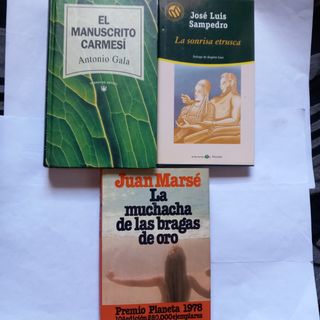 EL
MANUSCRITO
CARMESÍ
Antonio Gala
José Luis
Sampedro
La sonrisa etrusca
Juan Marsé
La
muchacha
de las bragas
de oro
Premio Planeta 1978